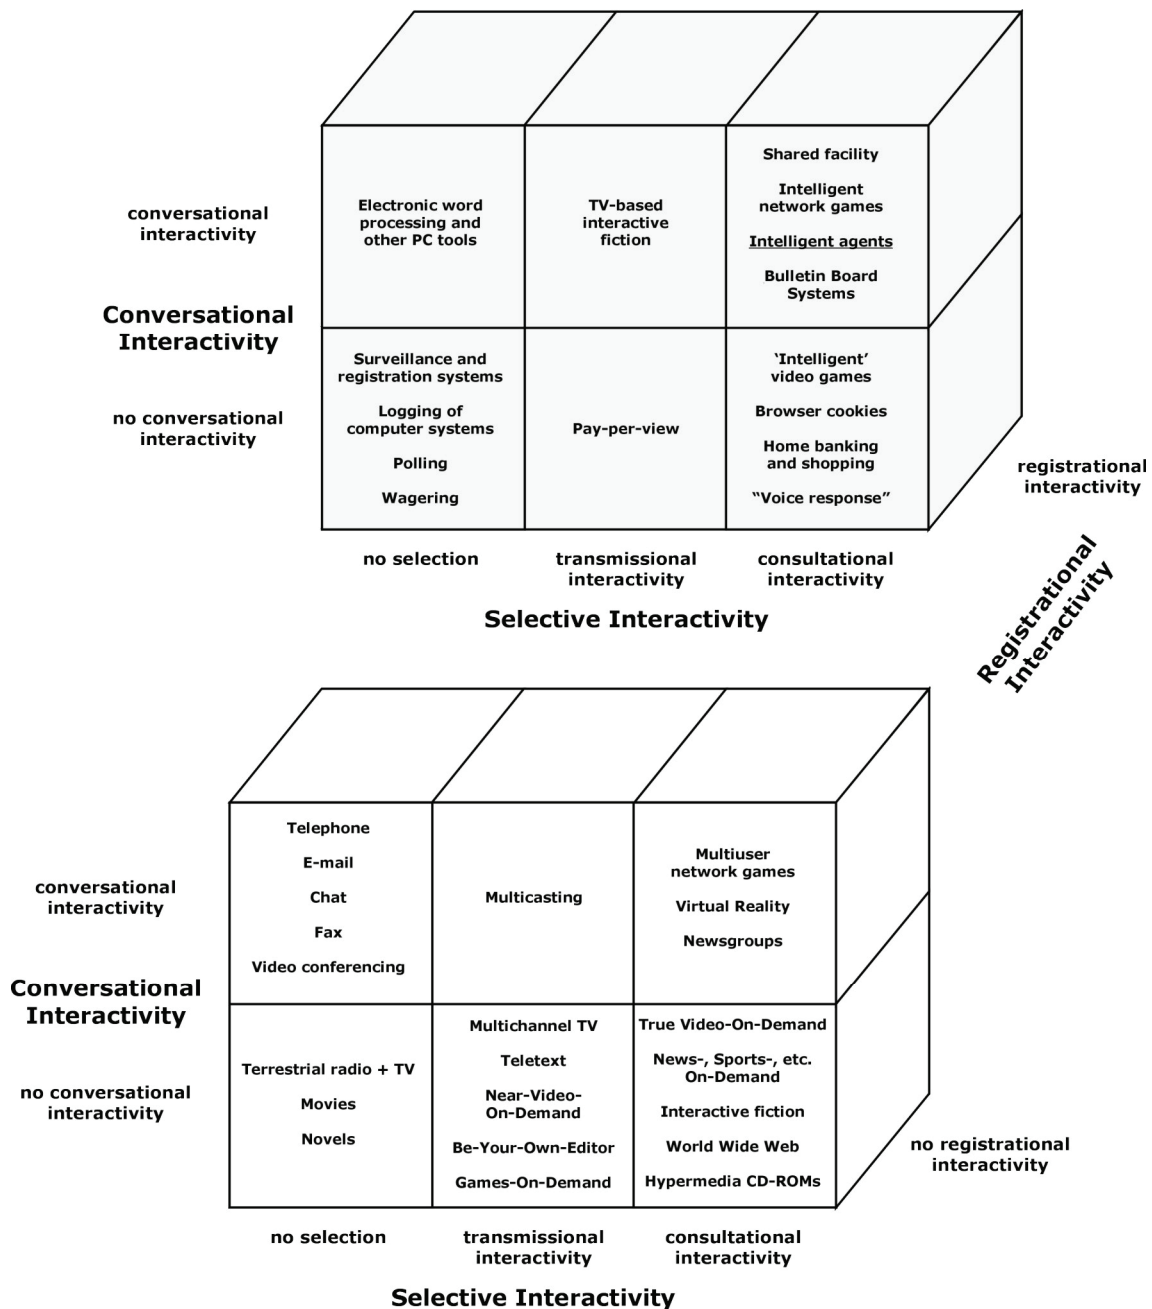 Shared facility
Intelligent
network games
Intelligent agents
Bulletin Board
Systems
conversational
interactivity
Electronic word
processing and
other PC tools
TV-based
interactive
fiction
Conversational
Interactivity
Surveillance and
registration systems
Logging of
computer systems
Polling
Wagering
Pay-per-view
‘Intelligent’
video games
Browser cookies
Home banking
and shopping
“Voice response”
no conversational
interactivity
registrational
interactivity
no selection
transmissional
interactivity
consultational
interactivity
Selective Interactivity
Registrational
Interactivity
Telephone
E-mail
Chat
Fax
Video conferencing
Multicasting
Multiuser
network games
Virtual Reality
Newsgroups
conversational
interactivity
Conversational
Interactivity
Terrestrial radio + TV
Movies
Novels
Multichannel TV
Teletext
Near-Video-
On-Demand
Be-Your-Own-Editor
Games-On-Demand
True Video-On-Demand
News-, Sports-, etc.
On-Demand
Interactive fiction
World Wide Web
Hypermedia CD-ROMs
no conversational
interactivity
no registrational
interactivity
no selection
transmissional
interactivity
consultational
interactivity
Selective Interactivity